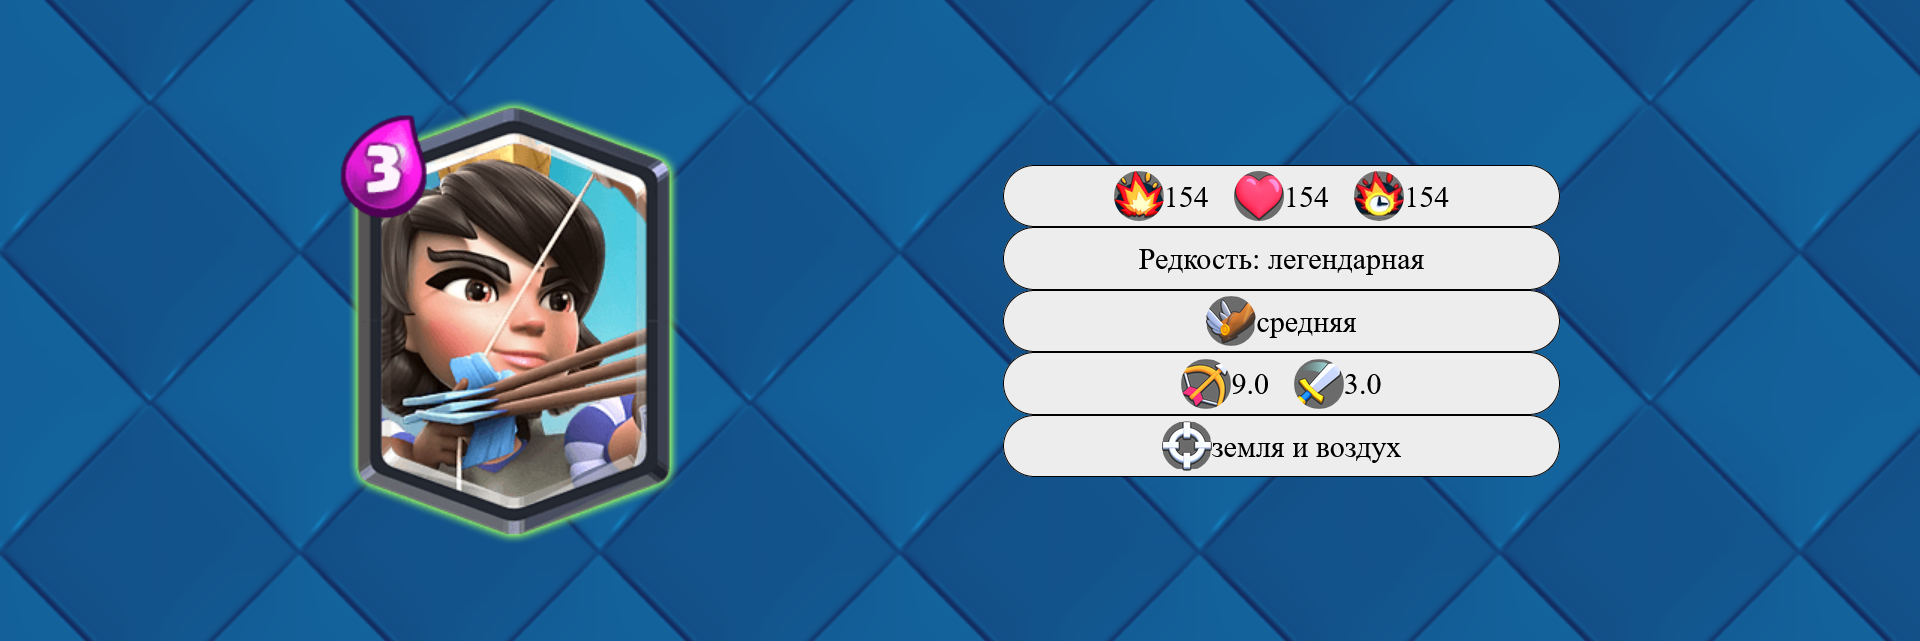 3
154 154 154
Редкость: легендарная
средняя
9.0 3.0
земля и воздух